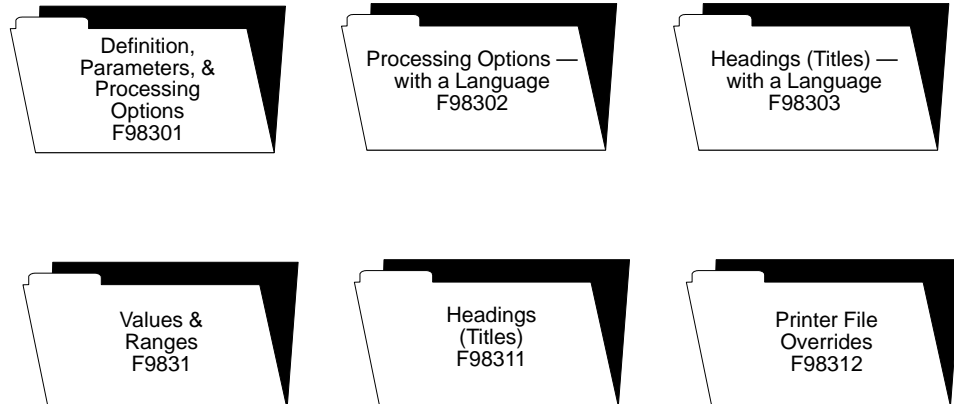 Definition,
Parameters, &
Processing
Options
F98301
Processing Options —
with a Language
F98302
Headings (Titles) —
with a Language
F98303
Values &
Ranges
F9831
Headings
(Titles)
F98311
Printer File
Overrides
F98312